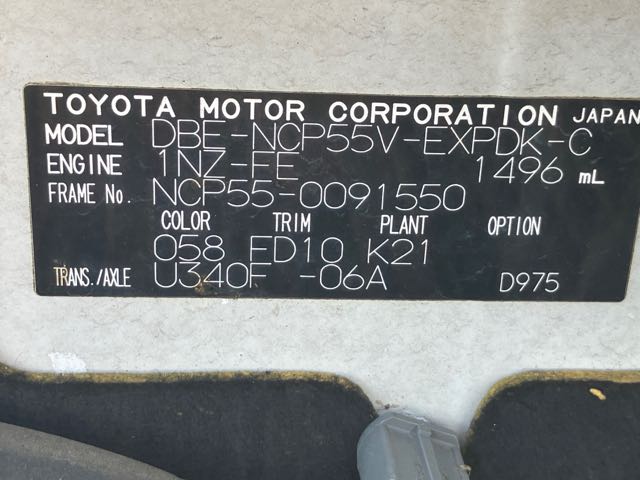 TOYOTA MOTOR CORPORATION JAPAN
MODEL DBE-NCP55V-EXPDK-C
ENGINE 1NZ-FE 1496 mL
FRAME No. NCP55-0091550
COLOR TRIM PLANT OPTION
058 FD10 K21
TRANS./AXLE U340F -06A D975